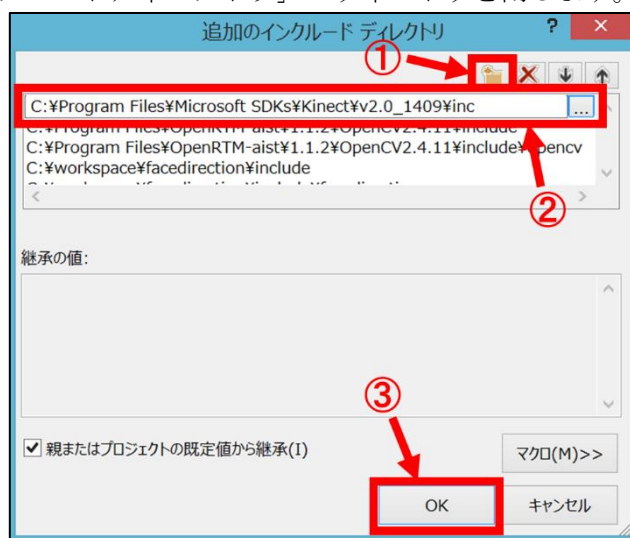 追加のインクルード ディレクトリ
?
①
C:¥Program Files¥Microsoft SDKs¥Kinect¥v2.0_1409¥inc
...
C:¥Program Files¥OpenRTM-aist¥1.1.2¥OpenCV2.4.11¥include
C:¥Program Files¥OpenRTM-aist¥1.1.2¥OpenCV2.4.11¥include¥opencv
C:¥workspace¥facedirection¥include
②
継承の値:
③
親またはプロジェクトの既定値から継承(I)
マクロ(M)>>
OK
キャンセル